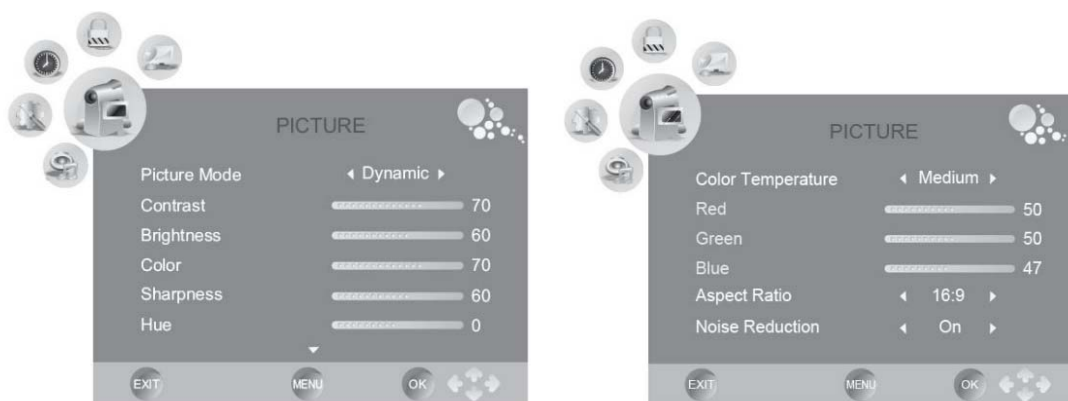 PICTURE
Picture Mode Dynamic
Contrast 70
Brightness 60
Color 70
Sharpness 60
Hue 0
EXIT MENU OK
PICTURE
Color Temperature Medium
Red 50
Green 50
Blue 47
Aspect Ratio 16:9
Noise Reduction On
EXIT MENU OK